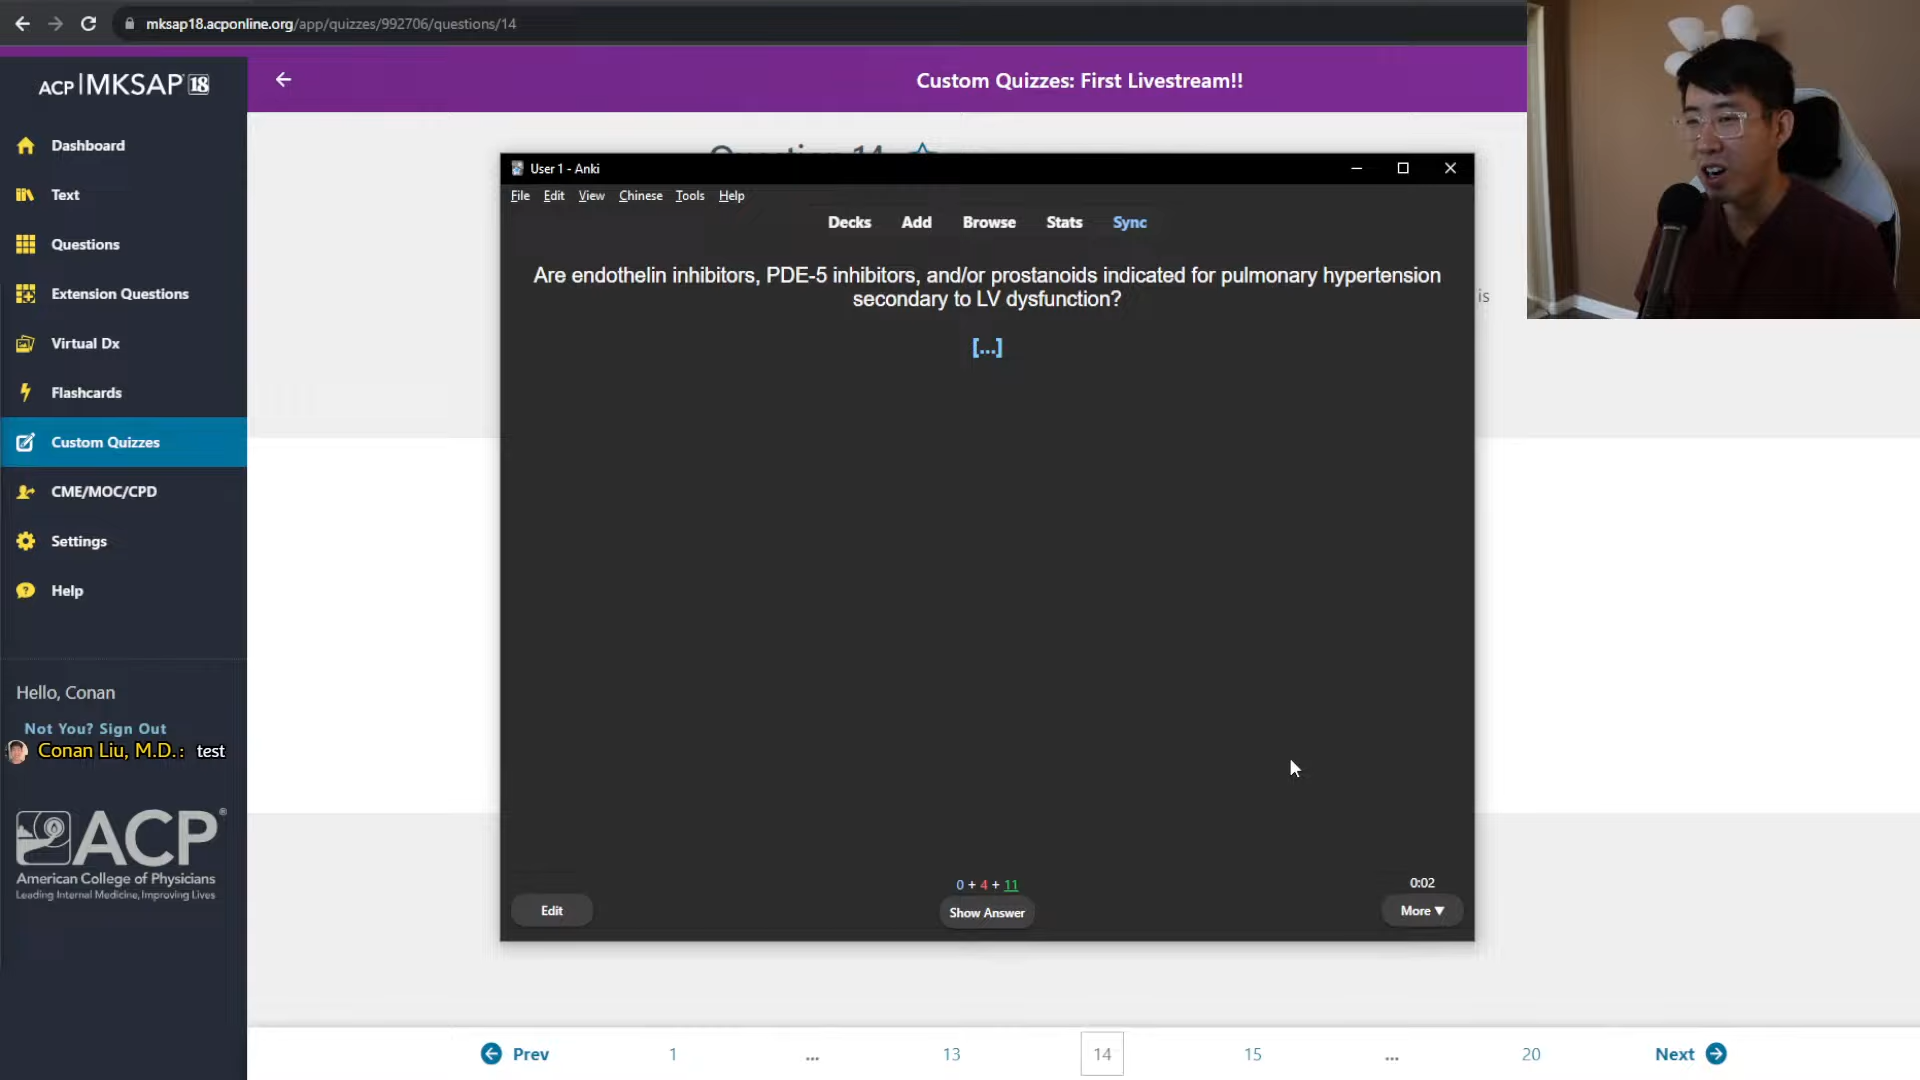 mksap18.acponline.org/app/quizzes/992706/questions/14
ACP MKSAP 18
Custom Quizzes: First Livestream!!
Dashboard
Text
Questions
Extension Questions
Virtual Dx
Flashcards
Custom Quizzes
CME/MOC/CPD
Settings
Help
Hello, Conan
Not You? Sign Out
Conan Liu, M.D.: test
ACP®
American College of Physicians
Leading Internal Medicine, Improving Lives
User 1 - Anki
File Edit View Chinese Tools Help
Decks Add Browse Stats Sync
Are endothelin inhibitors, PDE-5 inhibitors, and/or prostanoids indicated for pulmonary hypertension
secondary to LV dysfunction?
[...]
is
0 + 4 + 11
0:02
Edit
Show Answer
More ▼
Prev 1 ... 13 14 15 ... 20 Next